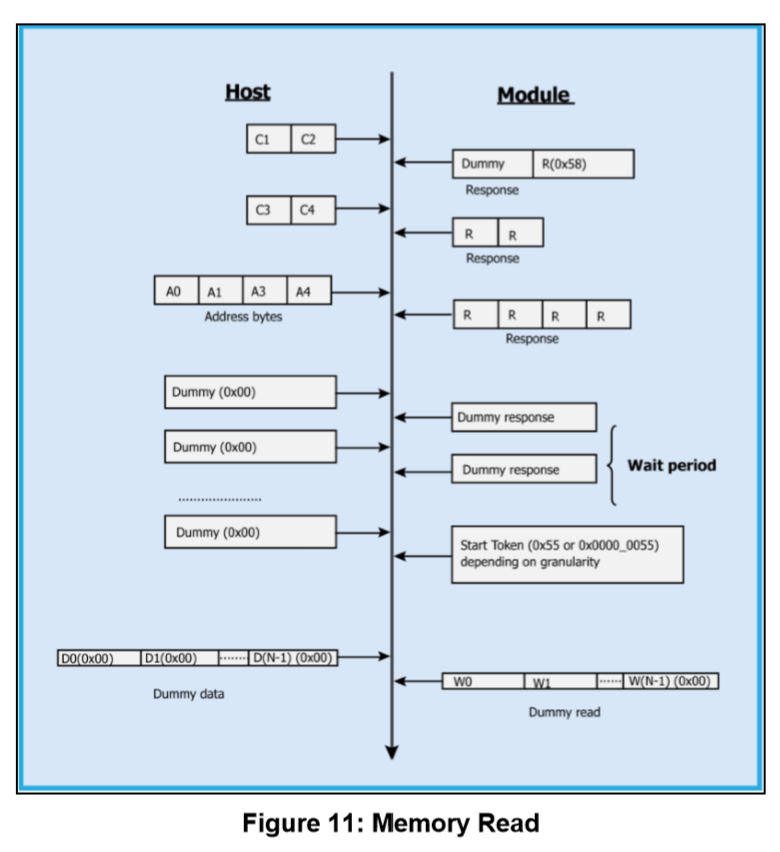 Host
Module
C1 C2
Dummy R(0x58)
Response
C3 C4
R R
Response
A0 A1 A3 A4
Address bytes
R R R R
Response
Dummy (0x00)
Dummy response
Dummy (0x00)
Dummy response
Wait period
......................
Dummy (0x00)
Start Token (0x55 or 0x0000_0055)
depending on granularity
D0(0x00) D1(0x00) ....... D(N-1) (0x00)
Dummy data
W0 W1 ...... W(N-1) (0x00)
Dummy read
Figure 11: Memory Read